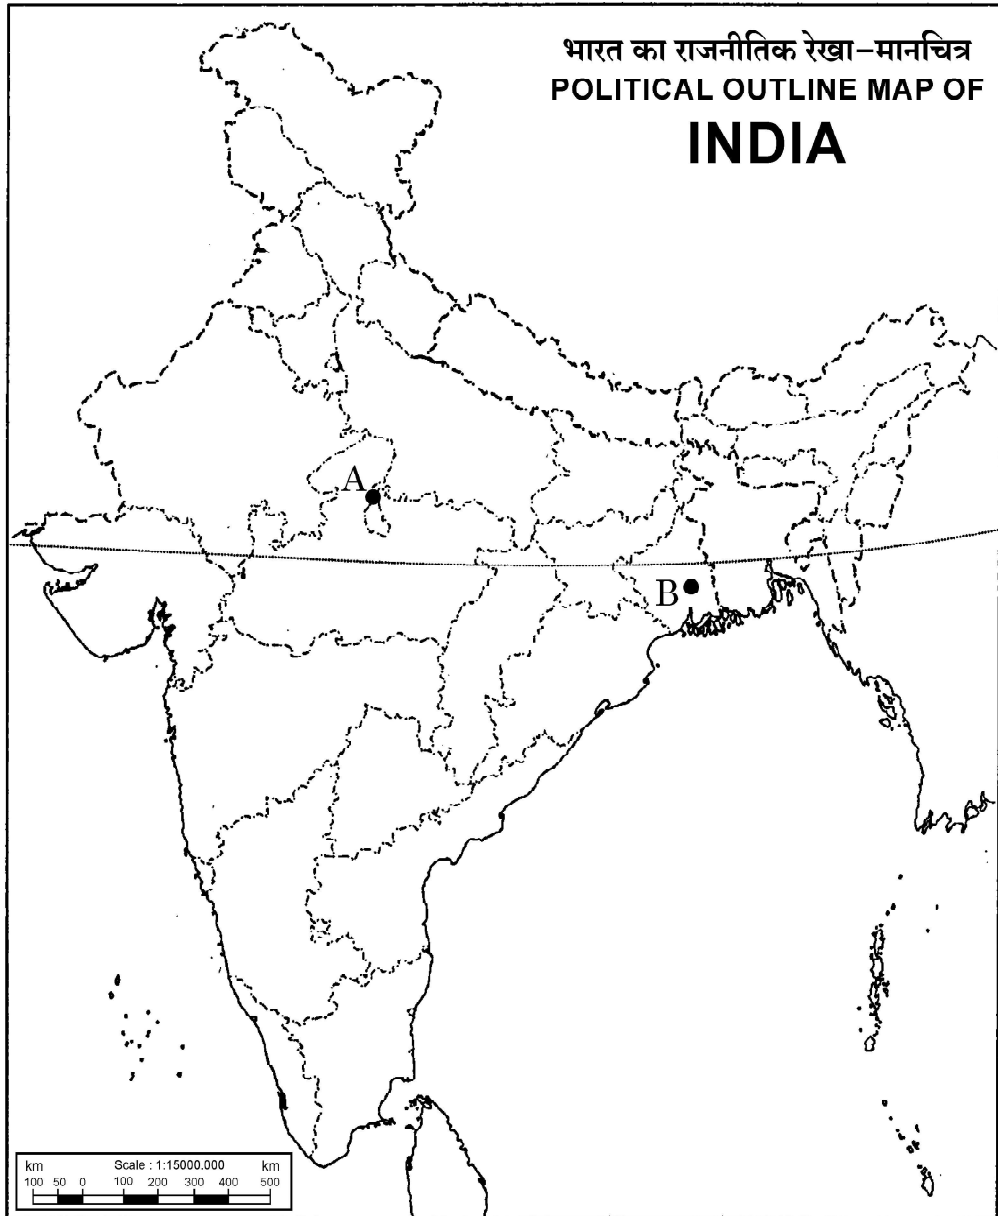 भारत का राजनीतिक रेखा–मानचित्र
POLITICAL OUTLINE MAP OF
INDIA
A
B
km Scale : 1:15000.000 km
100 50 0 100 200 300 400 500